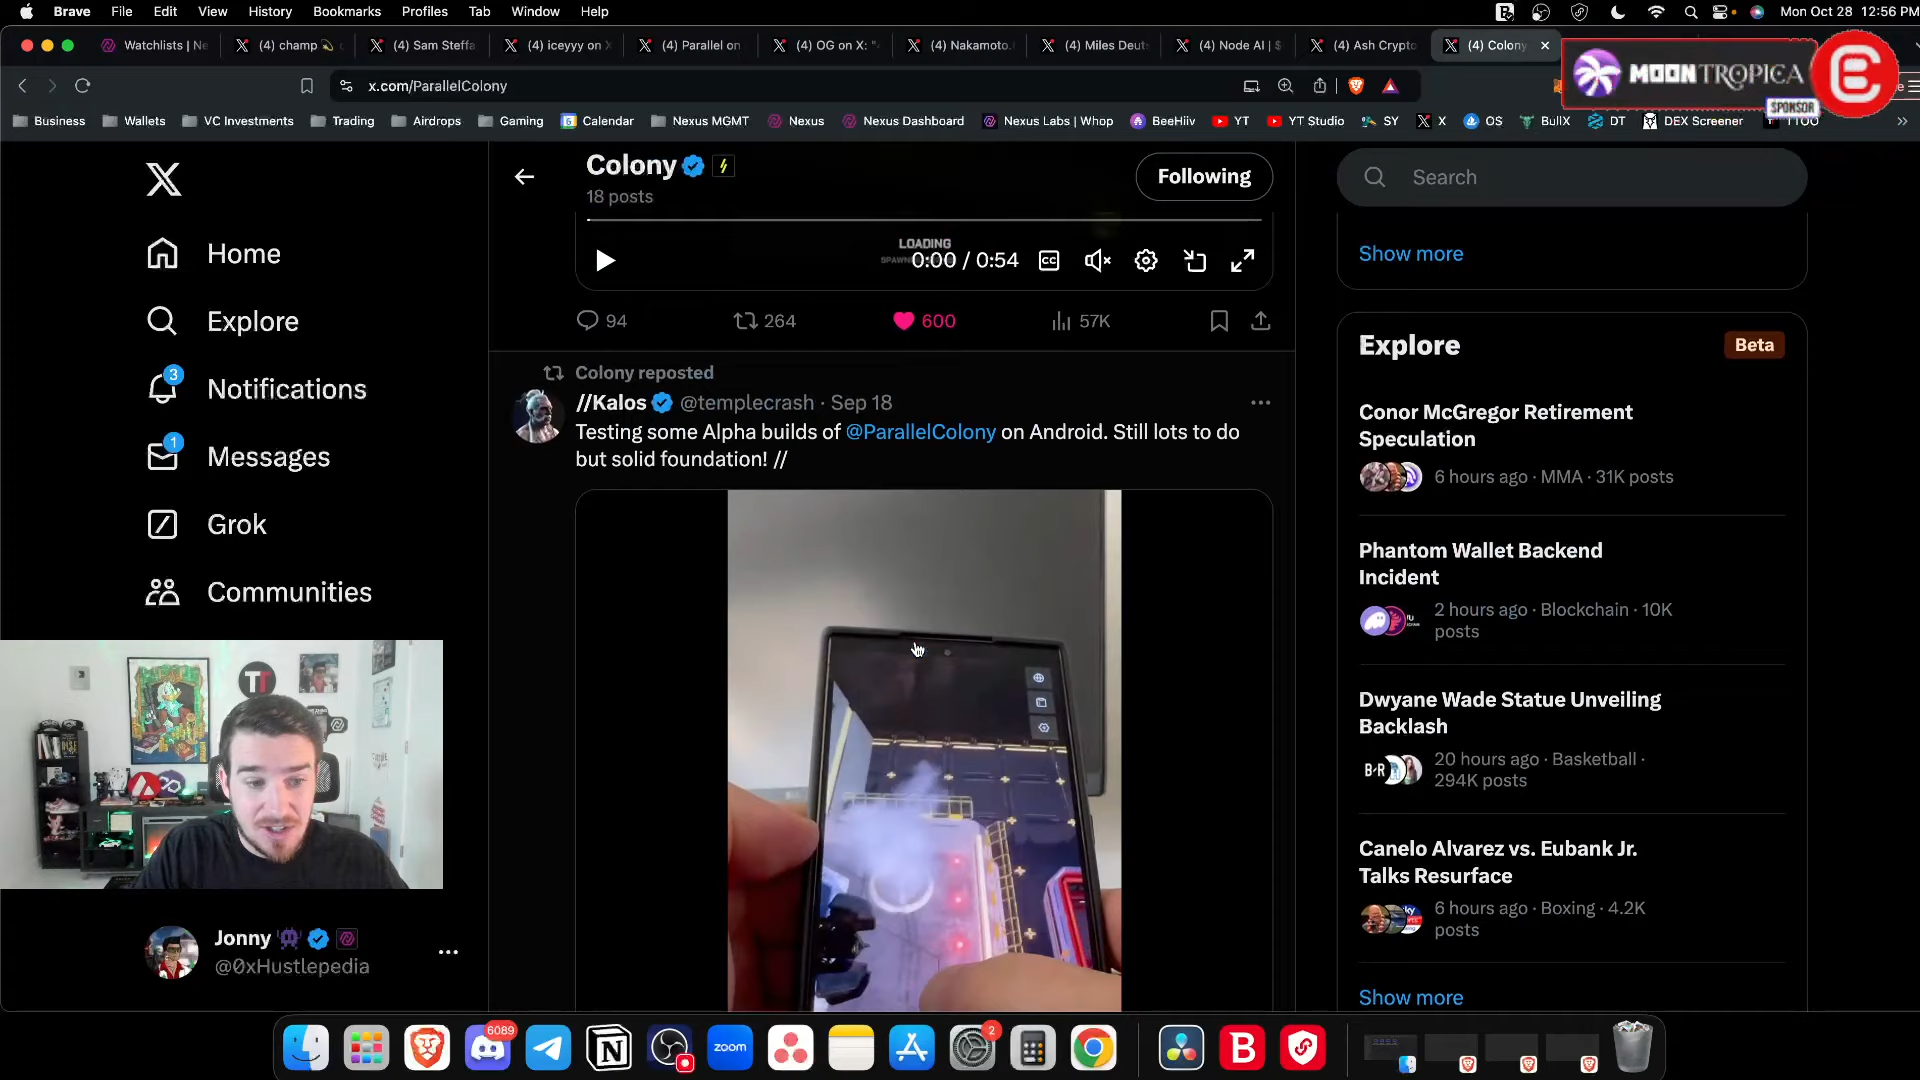 Brave File Edit View History Bookmarks Profiles Tab Window Help Mon Oct 28 12:56 PM
Watchlists | Ne (4) champ (4) Sam Steffa (4) iceyyy on X (4) Parallel on (4) OG on X: " (4) Nakamoto. (4) Miles Deut (4) Node AI | $ (4) Ash Crypto (4) Colony
x.com/ParallelColony
MOONTROPICA
SPONSOR
Business Wallets VC Investments Trading Airdrops Gaming Calendar Nexus MGMT Nexus Nexus Dashboard Nexus Labs | Whop BeeHiiv YT YT Studio SY X OS BullX DT DEX Screener
Colony
18 posts
Following
Search
LOADING
0:00 / 0:54
CC
94 264 600 57K
Home
Explore
3
Notifications
1
Messages
Grok
Communities
Jonny
@0xHustlepedia
Colony reposted
//Kalos @templecrash · Sep 18
Testing some Alpha builds of @ParallelColony on Android. Still lots to do
but solid foundation! //
Show more
Explore
Beta
Conor McGregor Retirement
Speculation
6 hours ago · MMA · 31K posts
Phantom Wallet Backend
Incident
2 hours ago · Blockchain · 10K
posts
Dwyane Wade Statue Unveiling
Backlash
20 hours ago · Basketball ·
294K posts
Canelo Alvarez vs. Eubank Jr.
Talks Resurface
6 hours ago · Boxing · 4.2K
posts
Show more
6089
zoom
2